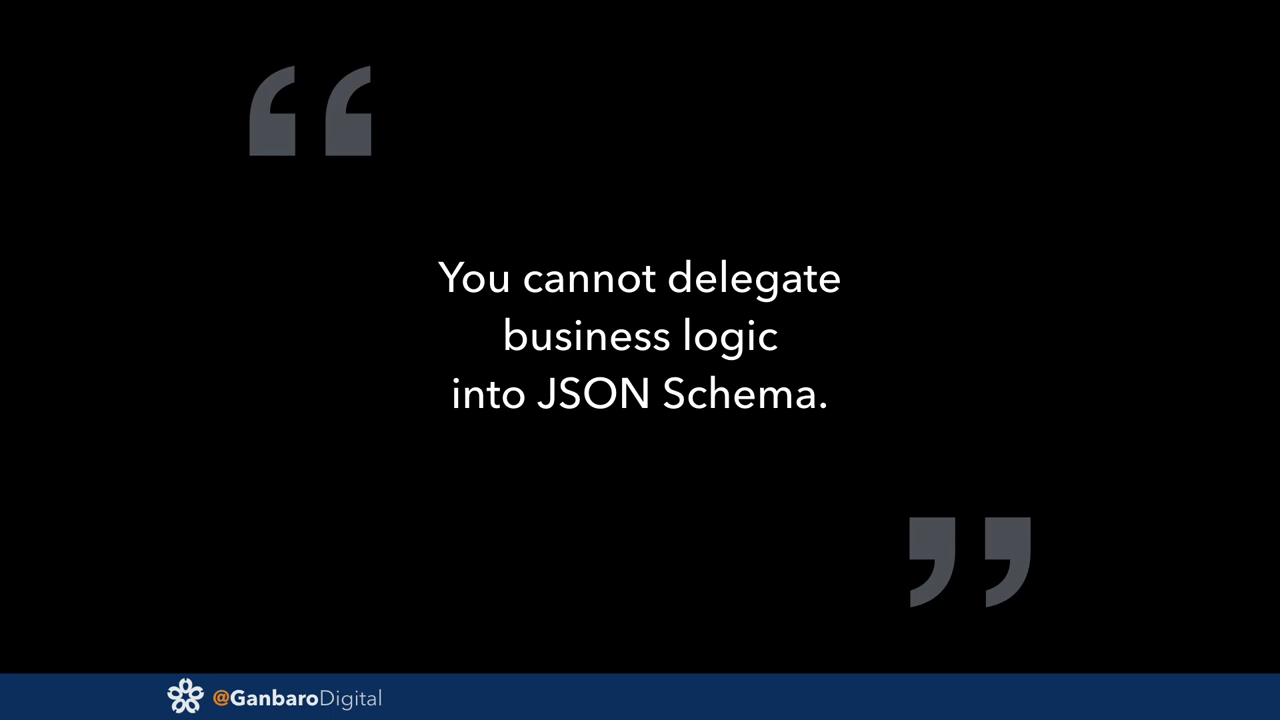 “
You cannot delegate
business logic
into JSON Schema.
”
@GanbaroDigital